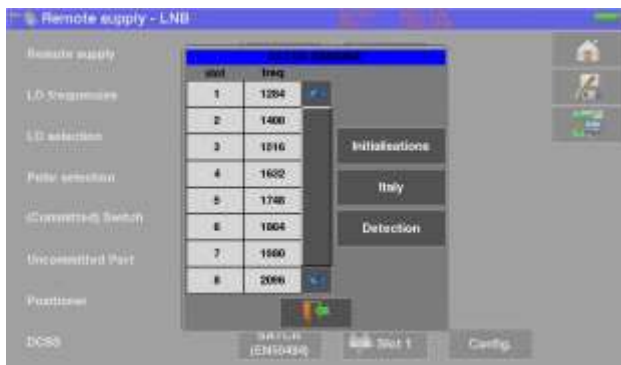 Remote supply - LNB
Remote supply
LO frequencies
LO selection
Polar selection
(Committed) Switch
Uncommitted Port
Positioner
DCSS
slot freq
1 1284
2 1400
3 1516
4 1632
5 1748
6 1864
7 1980
8 2096
Initialisations
Italy
Detection
SATCR
(EN50494)
Slot 1
Config.